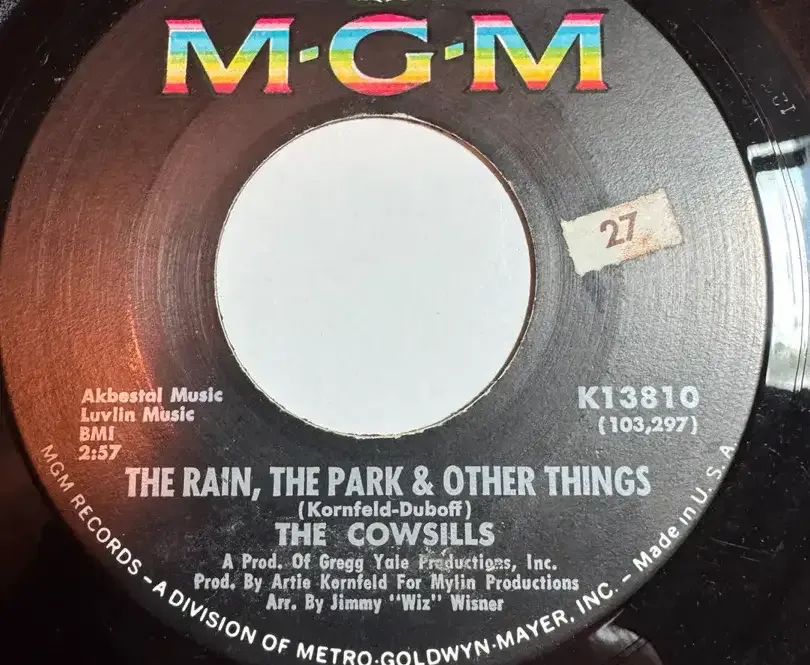 M·G·M
27
Akbestal Music
Luvlin Music
BMI
2:57
K13810
(103,297)
THE RAIN, THE PARK & OTHER THINGS
(Kornfeld-Duboff)
THE COWSILLS
A Prod. Of Gregg Yale Productions, Inc.
Prod. By Artie Kornfeld For Mylin Productions
Arr. By Jimmy "Wiz" Wisner
MGM RECORDS – A DIVISION OF METRO·GOLDWYN·MAYER, INC. – Made in U. S. A.